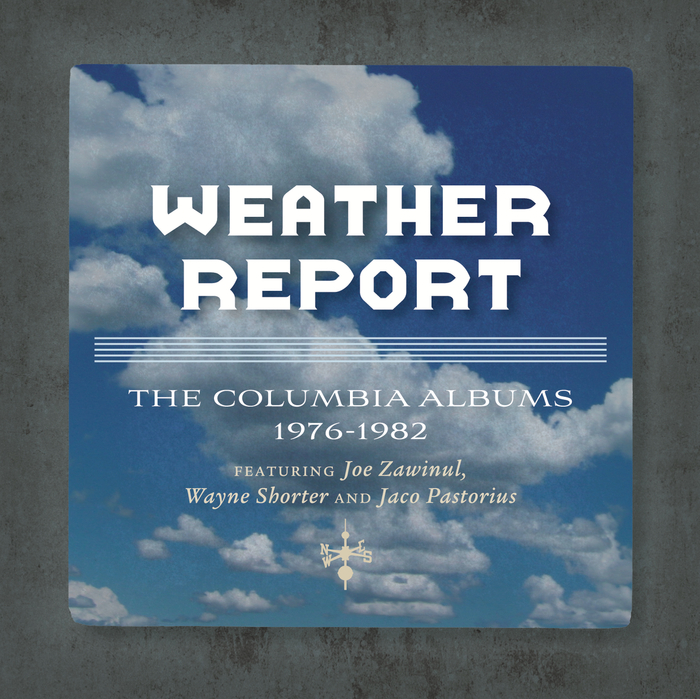 WEATHER
REPORT
THE COLUMBIA ALBUMS
1976-1982
FEATURING Joe Zawinul,
Wayne Shorter AND Jaco Pastorius
N E
W S